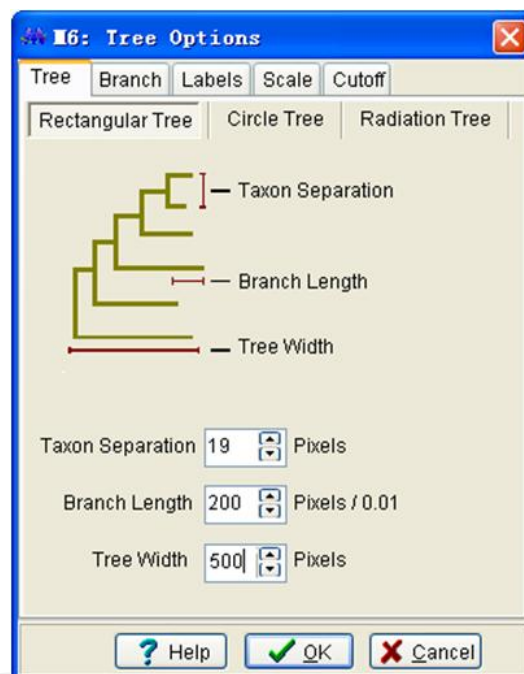 M6: Tree Options
Tree Branch Labels Scale Cutoff
Rectangular Tree Circle Tree Radiation Tree
Taxon Separation
Branch Length
Tree Width
Taxon Separation 19 Pixels
Branch Length 200 Pixels / 0.01
Tree Width 500 Pixels
? Help OK Cancel